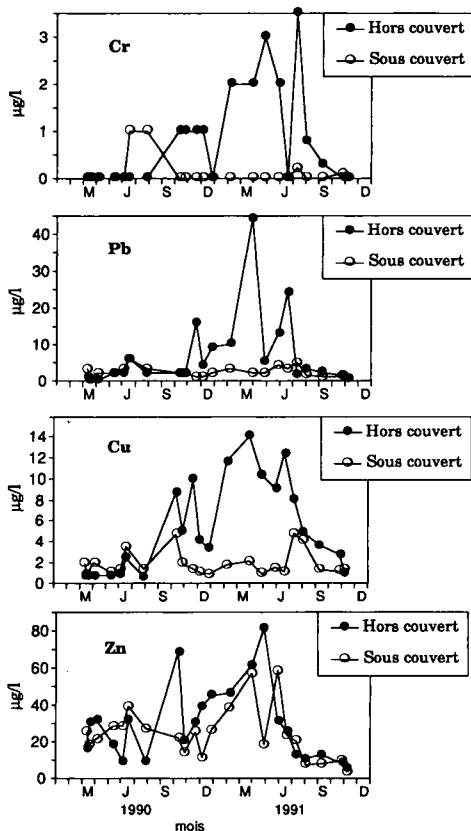 Cr
Hors couvert
Sous couvert
µg/l
3
2
1
0
M J S D M J S D
Pb
Hors couvert
Sous couvert
µg/l
40
30
20
10
0
M J S D M J S D
Cu
Hors couvert
Sous couvert
µg/l
14
12
10
8
6
4
2
0
M J S D M J S D
Zn
Hors couvert
Sous couvert
µg/l
80
60
40
20
0
M J S D M J S D
1990 1991
mois